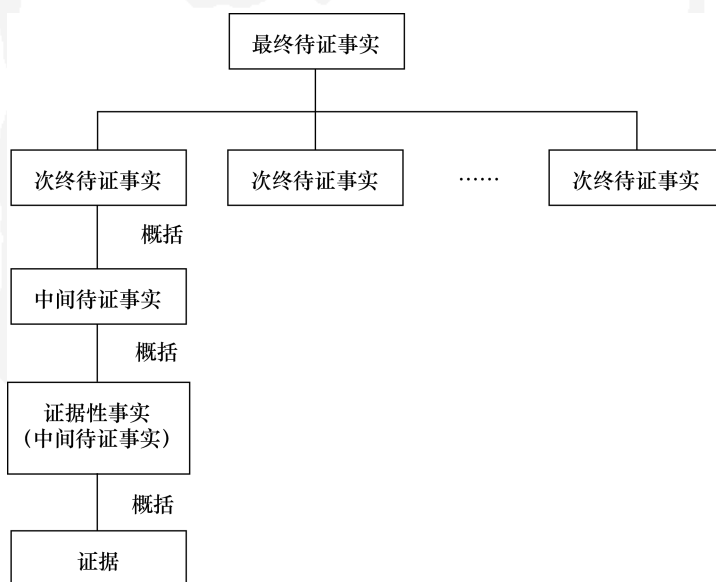 最终待证事实
次终待证事实
次终待证事实
……
次终待证事实
概括
中间待证事实
概括
证据性事实
（中间待证事实）
概括
证据